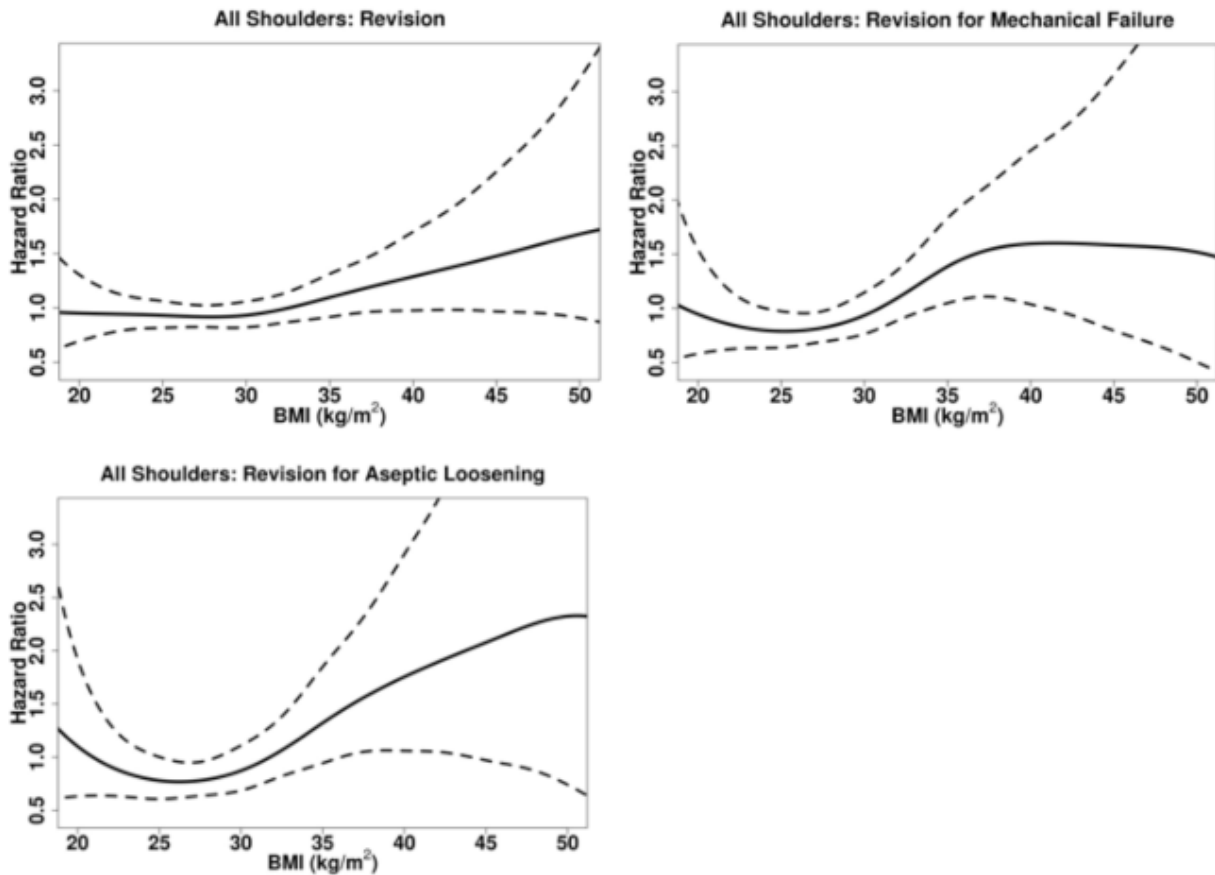 All Shoulders: Revision
Hazard Ratio
0.5 1.0 1.5 2.0 2.5 3.0
20 25 30 35 40 45 50
BMI (kg/m²)
All Shoulders: Revision for Mechanical Failure
Hazard Ratio
0.5 1.0 1.5 2.0 2.5 3.0
20 25 30 35 40 45 50
BMI (kg/m²)
All Shoulders: Revision for Aseptic Loosening
Hazard Ratio
0.5 1.0 1.5 2.0 2.5 3.0
20 25 30 35 40 45 50
BMI (kg/m²)